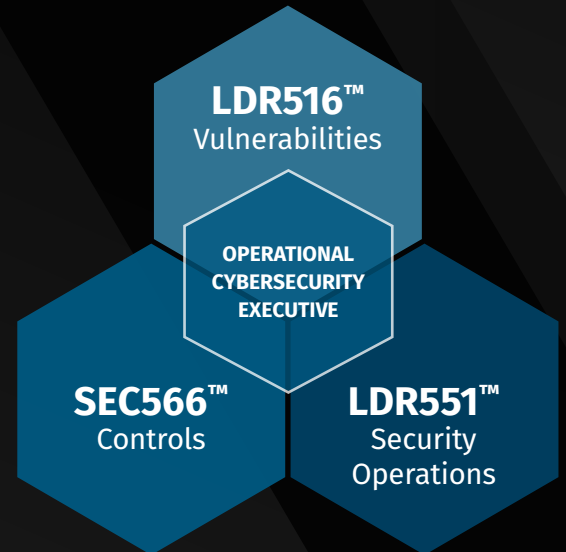 LDR516™
Vulnerabilities
OPERATIONAL
CYBERSECURITY
EXECUTIVE
SEC566™
Controls
LDR551™
Security
Operations